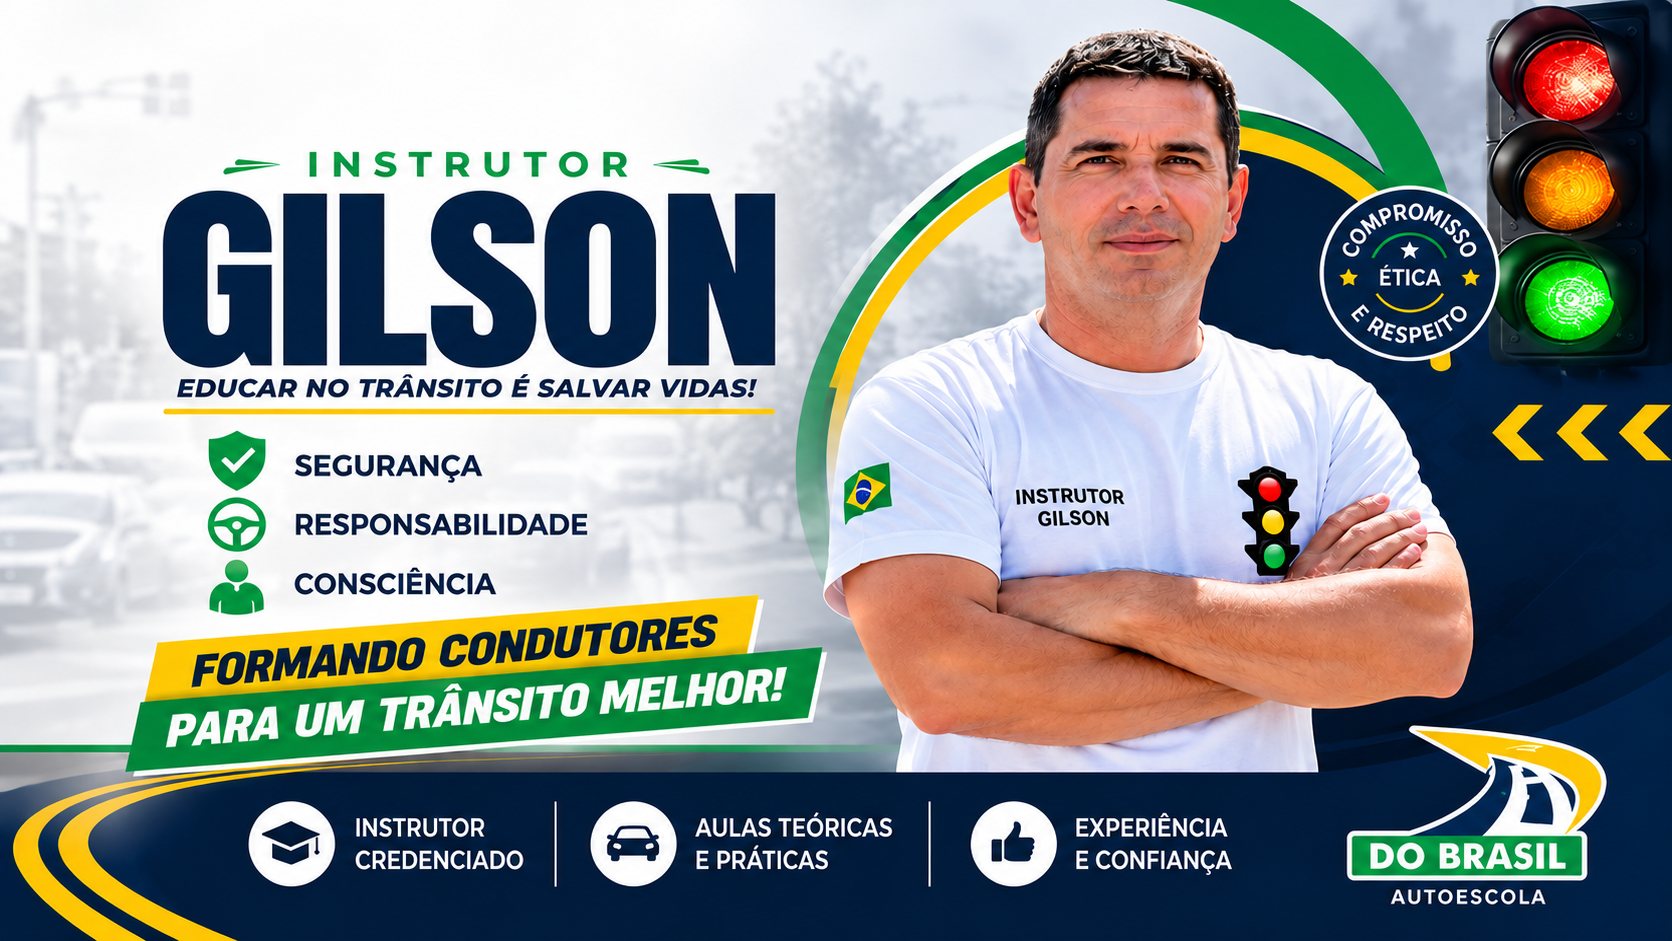 INSTRUTOR
GILSON
EDUCAR NO TRÂNSITO É SALVAR VIDAS!
SEGURANÇA
RESPONSABILIDADE
CONSCIÊNCIA
FORMANDO CONDUTORES
PARA UM TRÂNSITO MELHOR!
COMPROMISSO
ÉTICA
E RESPEITO
INSTRUTOR
GILSON
INSTRUTOR
CREDENCIADO
AULAS TEÓRICAS
E PRÁTICAS
EXPERIÊNCIA
E CONFIANÇA
DO BRASIL
AUTOESCOLA